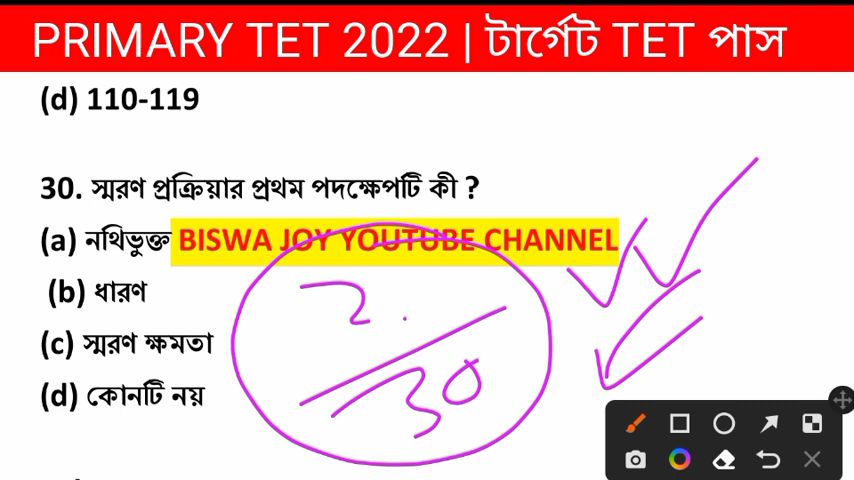 PRIMARY TET 2022 | টার্গেট TET পাস
(d) 110-119
30. স্মরণ প্রক্রিয়ার প্রথম পদক্ষেপটি কী ?
(a) নথিভুক্ত BISWA JOY YOUTUBE CHANNEL
(b) ধারণ
(c) স্মরণ ক্ষমতা
(d) কোনটি নয়
30